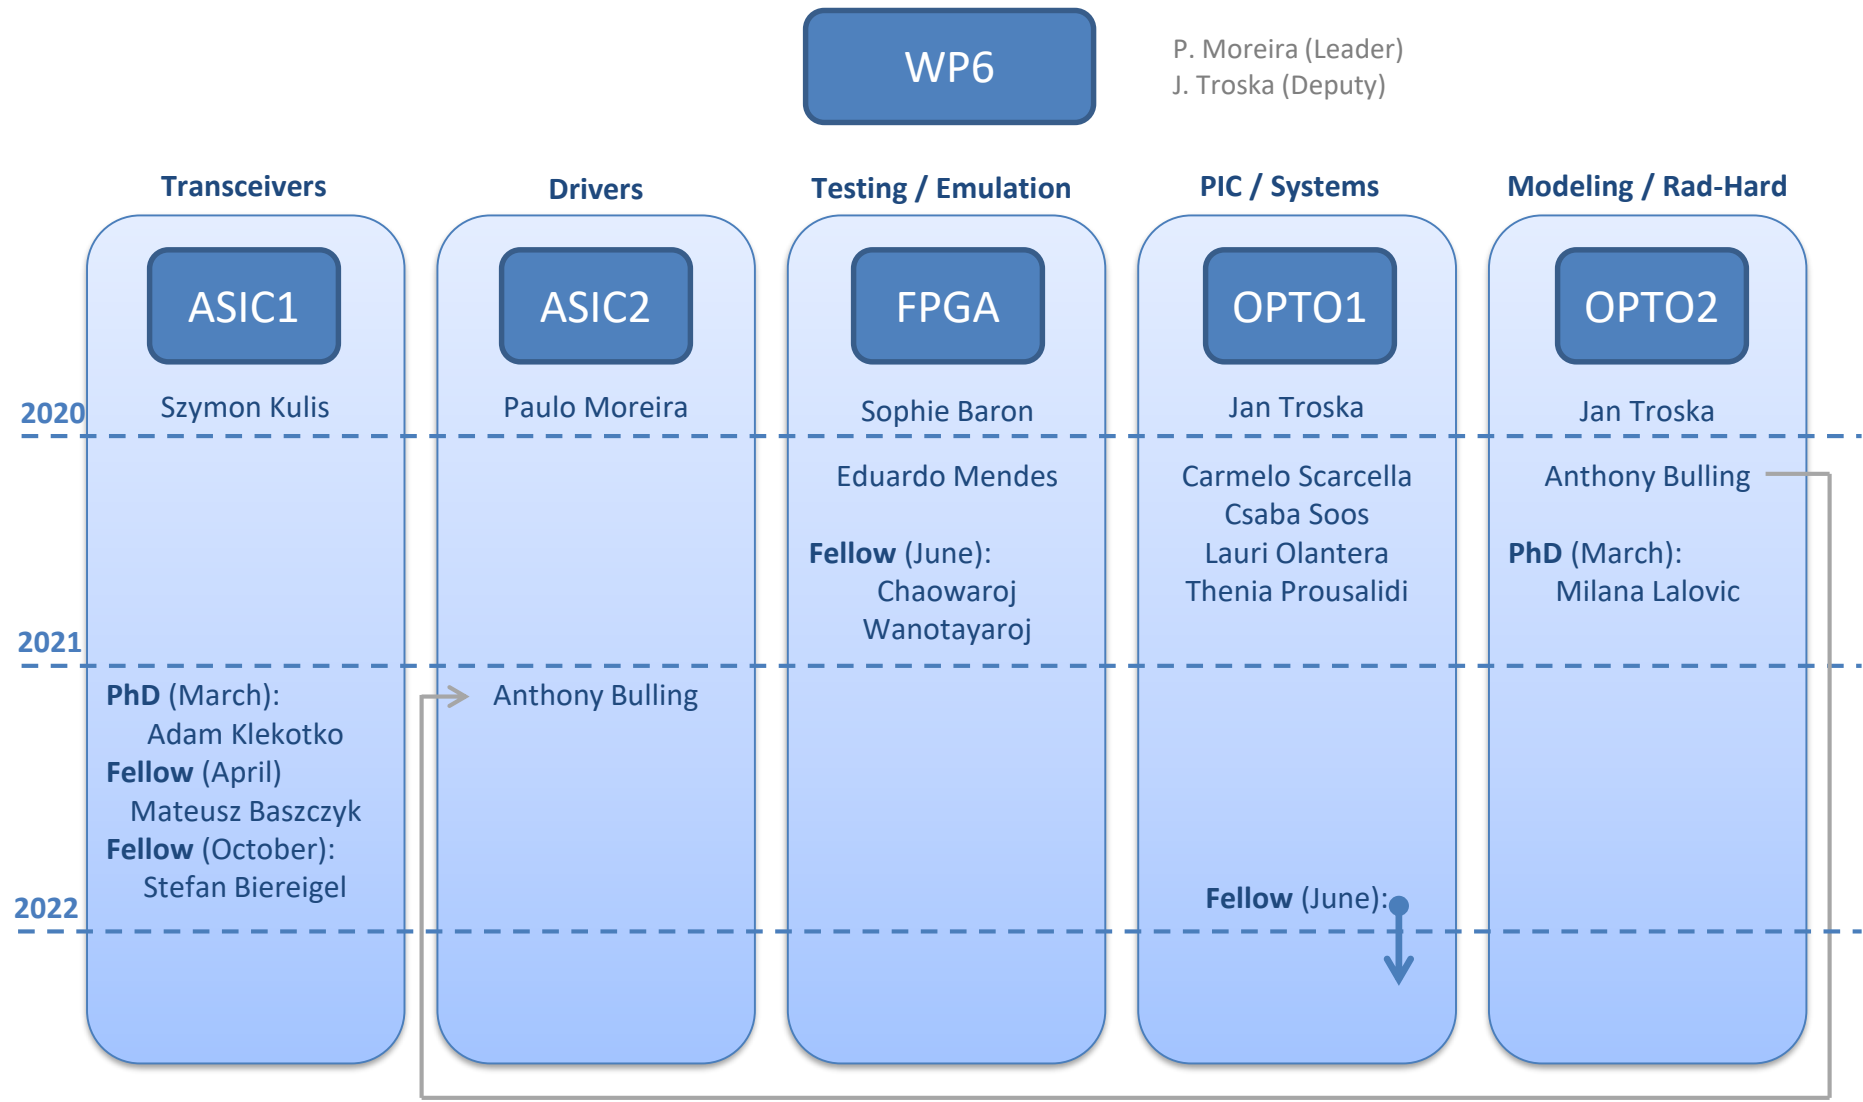 WP6
P. Moreira (Leader)
J. Troska (Deputy)
Transceivers
Drivers
Testing / Emulation
PIC / Systems
Modeling / Rad-Hard
ASIC1
ASIC2
FPGA
OPTO1
OPTO2
2020
Szymon Kulis
Paulo Moreira
Sophie Baron
Jan Troska
Jan Troska
2021
Eduardo Mendes
Fellow (June):
Chaowaroj
Wanotayaroj
Carmelo Scarcella
Csaba Soos
Lauri Olantera
Thenia Prousalidi
Anthony Bulling
PhD (March):
Milana Lalovic
2022
PhD (March):
Adam Klekotko
Fellow (April)
Mateusz Baszczyk
Fellow (October):
Stefan Biereigel
Anthony Bulling
Fellow (June):